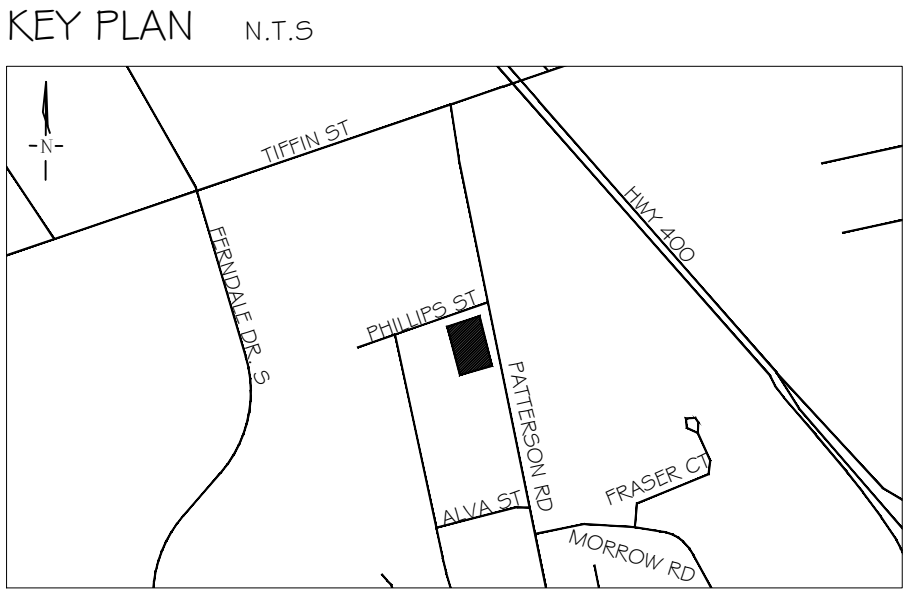 KEY PLAN N.T.S
N
TIFFIN ST
HWY 400
FERNDALE DR. S
PHILLIPS ST
PATTERSON RD
FRASER CT
ALVA ST
MORROW RD